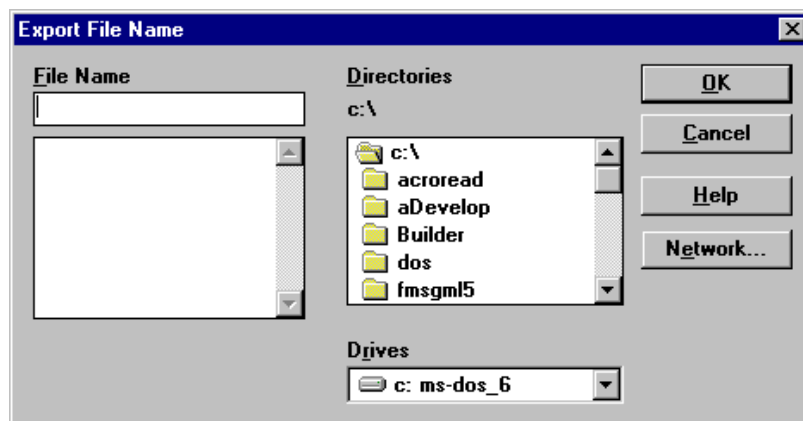 Export File Name
File Name
Directories
c:\
c:\
acroread
aDevelop
Builder
dos
fmsgml5
Drives
c: ms-dos_6
OK
Cancel
Help
Network...